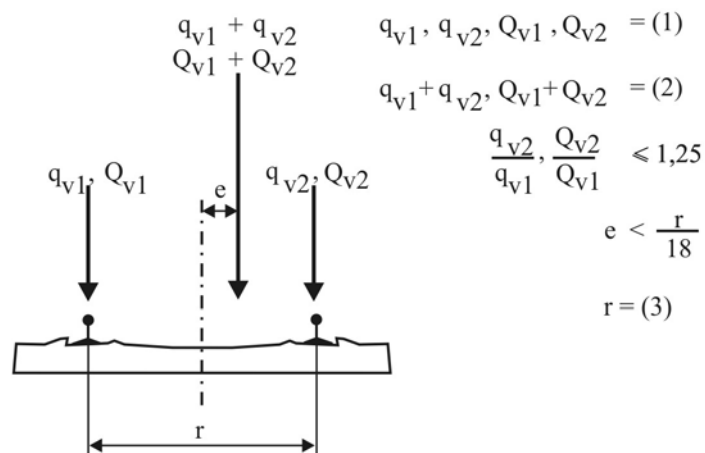 q_v1 + q_v2
Q_v1 + Q_v2
q_v1, Q_v1
e
q_v2, Q_v2
r
q_v1, q_v2, Q_v1, Q_v2 = (1)
q_v1+q_v2, Q_v1+Q_v2 = (2)
q_v2/q_v1, Q_v2/Q_v1 ⩽ 1,25
e < r/18
r = (3)